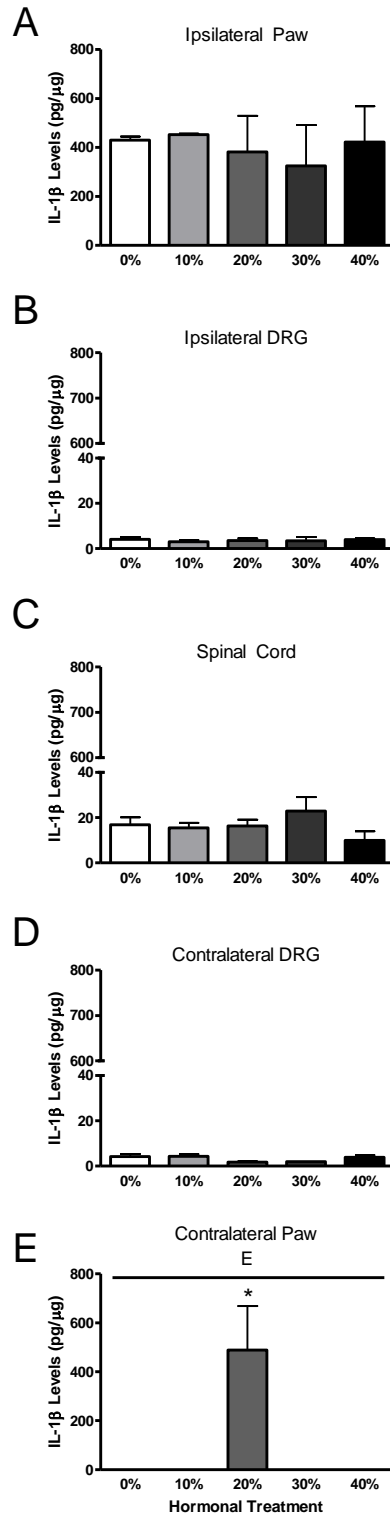 A
Ipsilateral Paw
IL-1β Levels (pg/µg)
800
600
400
200
0
0% 10% 20% 30% 40%
B
Ipsilateral DRG
IL-1β Levels (pg/µg)
800
700
600
40
20
0
0% 10% 20% 30% 40%
C
Spinal Cord
IL-1β Levels (pg/µg)
800
700
600
40
20
0
0% 10% 20% 30% 40%
D
Contralateral DRG
IL-1β Levels (pg/µg)
800
700
600
40
20
0
0% 10% 20% 30% 40%
E
Contralateral Paw
E
*
IL-1β Levels (pg/µg)
800
600
400
200
0
0% 10% 20% 30% 40%
Hormonal Treatment